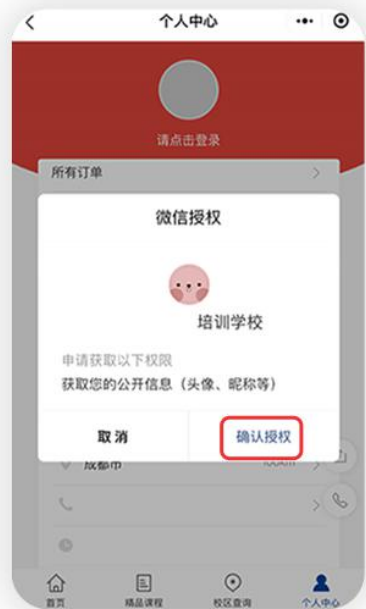 个人中心
请点击登录
所有订单
微信授权
培训学校
申请获取以下权限
获取您的公开信息（头像、昵称等）
取消
确认授权
成都市
首页
精品课程
校区查询
个人中心